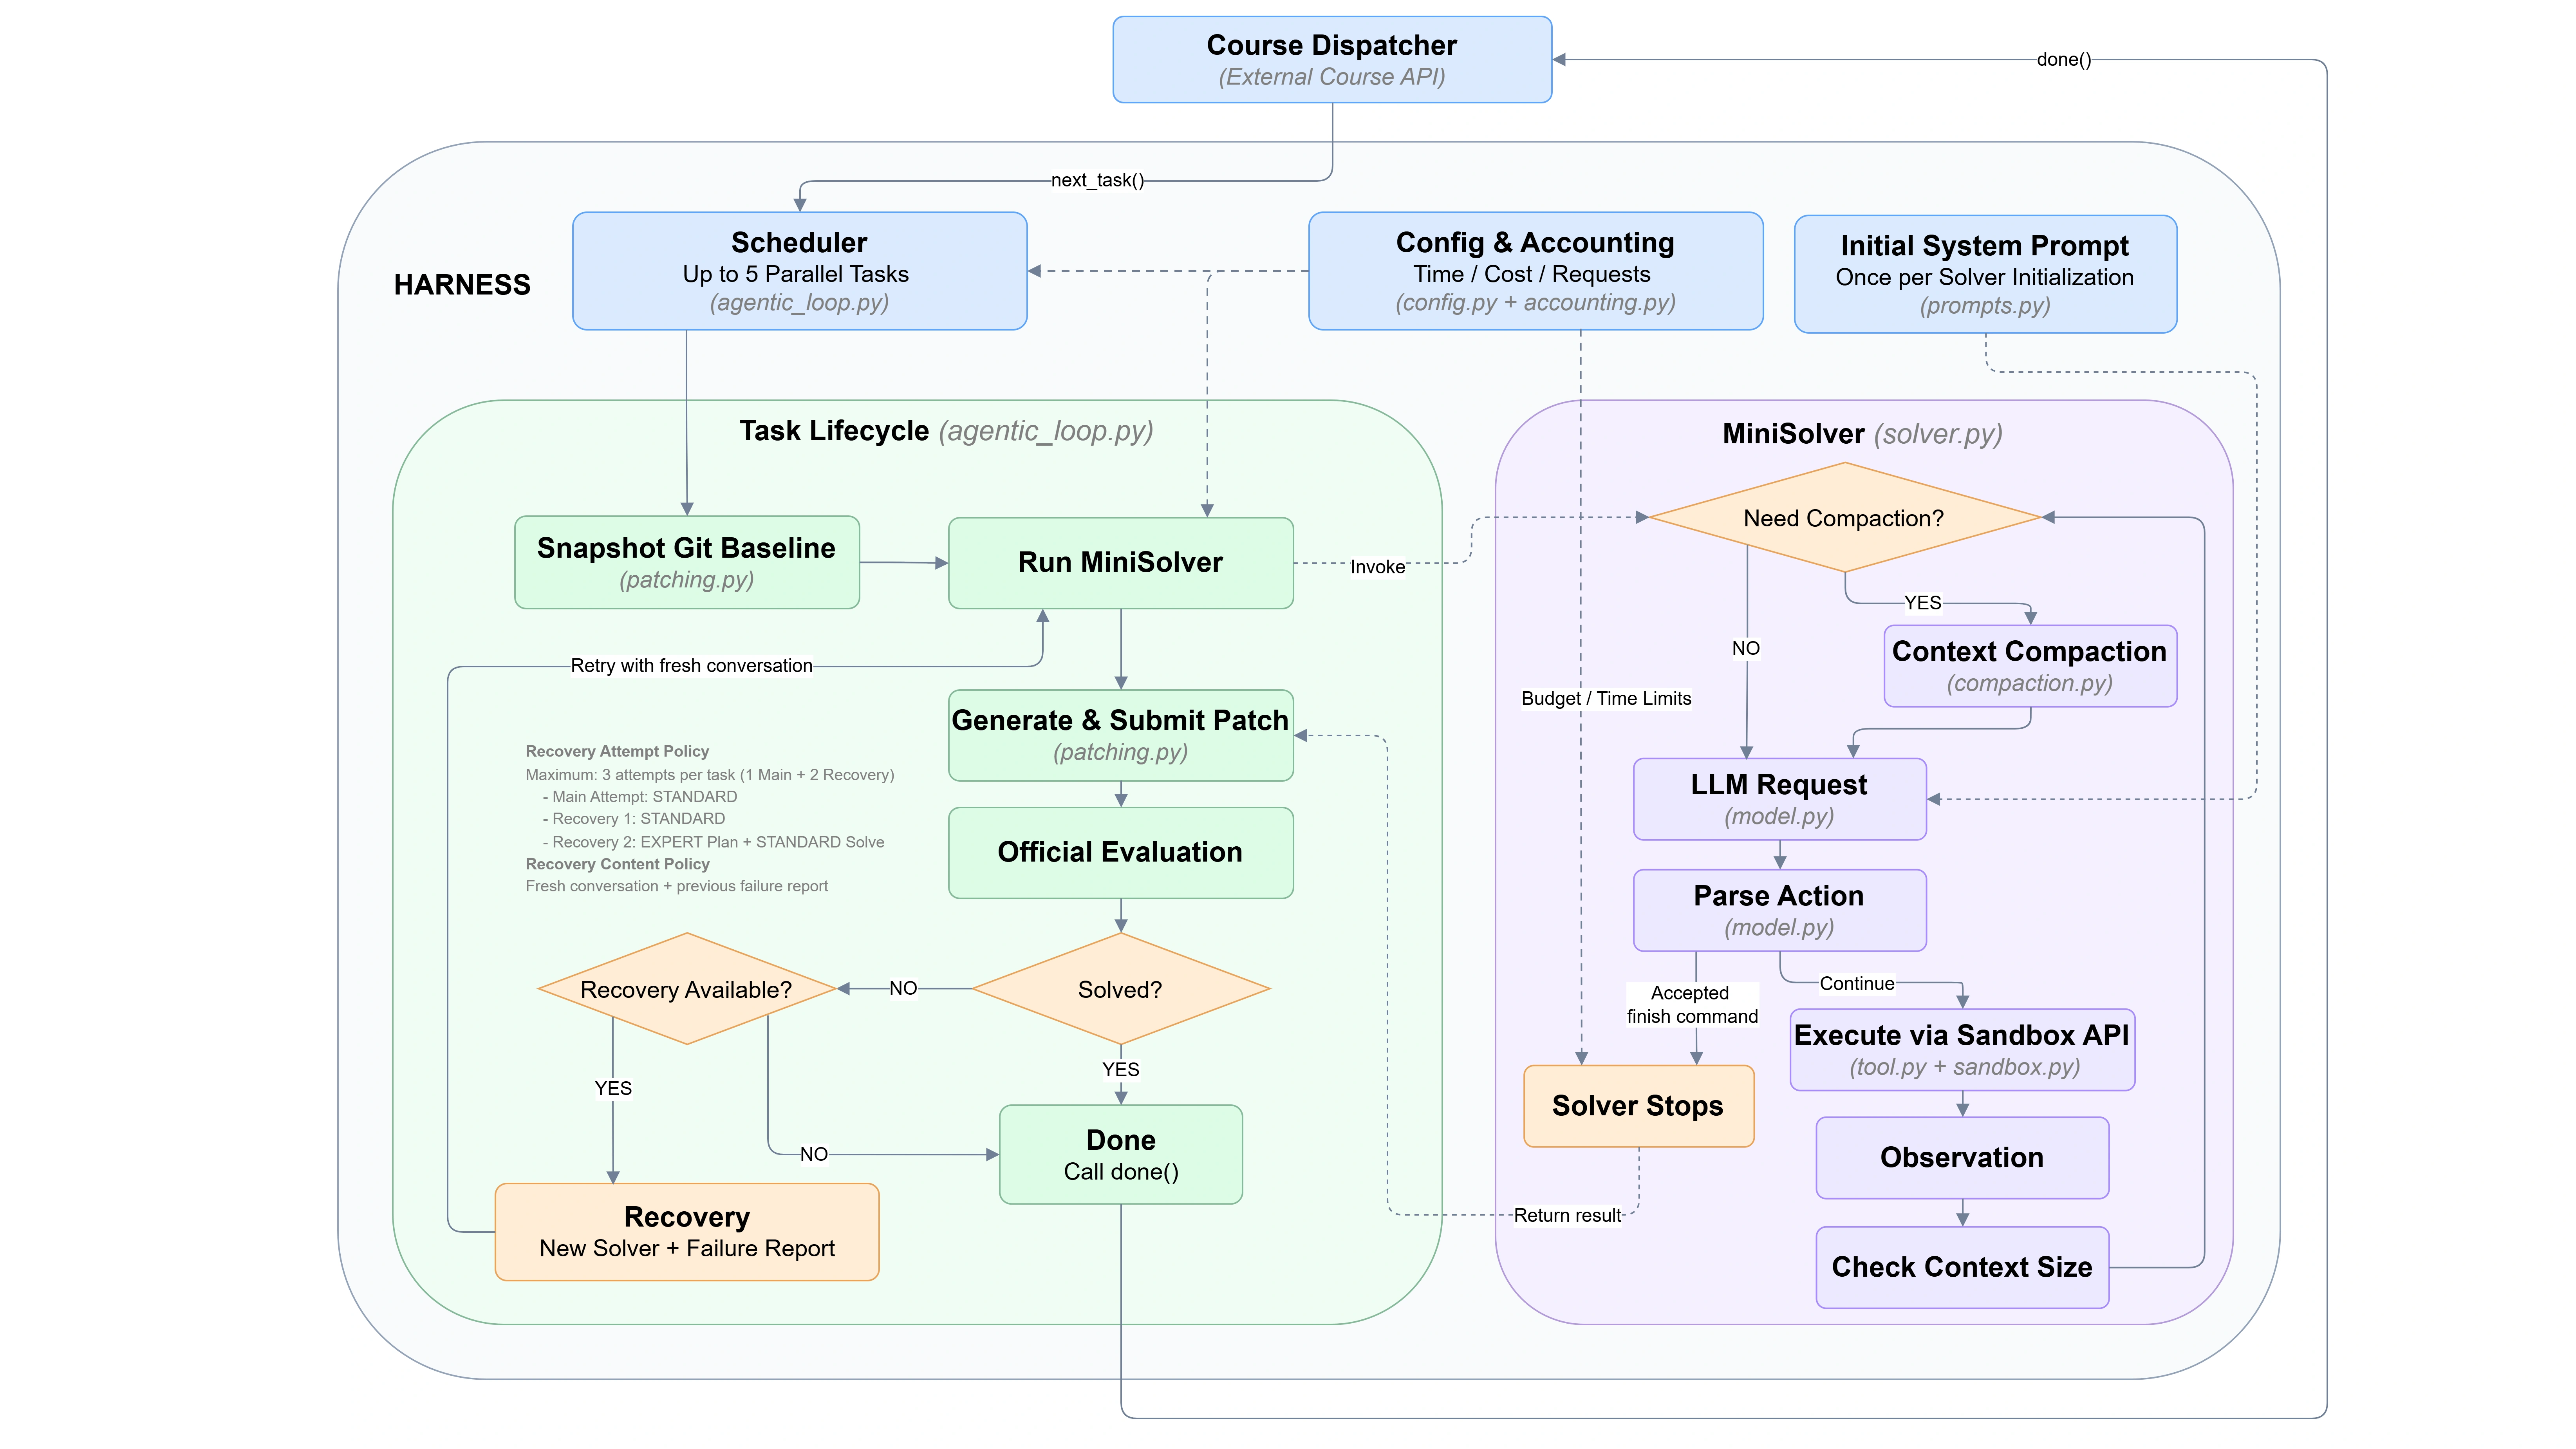 Course Dispatcher
(External Course API)
done()
next_task()
HARNESS
Scheduler
Up to 5 Parallel Tasks
(agentic_loop.py)
Config & Accounting
Time / Cost / Requests
(config.py + accounting.py)
Initial System Prompt
Once per Solver Initialization
(prompts.py)
Task Lifecycle (agentic_loop.py)
Snapshot Git Baseline
(patching.py)
Run MiniSolver
Invoke
Retry with fresh conversation
Generate & Submit Patch
(patching.py)
Recovery Attempt Policy
Maximum: 3 attempts per task (1 Main + 2 Recovery)
- Main Attempt: STANDARD
- Recovery 1: STANDARD
- Recovery 2: EXPERT Plan + STANDARD Solve
Recovery Content Policy
Fresh conversation + previous failure report
Official Evaluation
Solved?
NO
Recovery Available?
YES
YES
NO
Done
Call done()
Recovery
New Solver + Failure Report
MiniSolver (solver.py)
Need Compaction?
YES
NO
Context Compaction
(compaction.py)
Budget / Time Limits
LLM Request
(model.py)
Parse Action
(model.py)
Accepted
finish command
Continue
Execute via Sandbox API
(tool.py + sandbox.py)
Solver Stops
Observation
Return result
Check Context Size